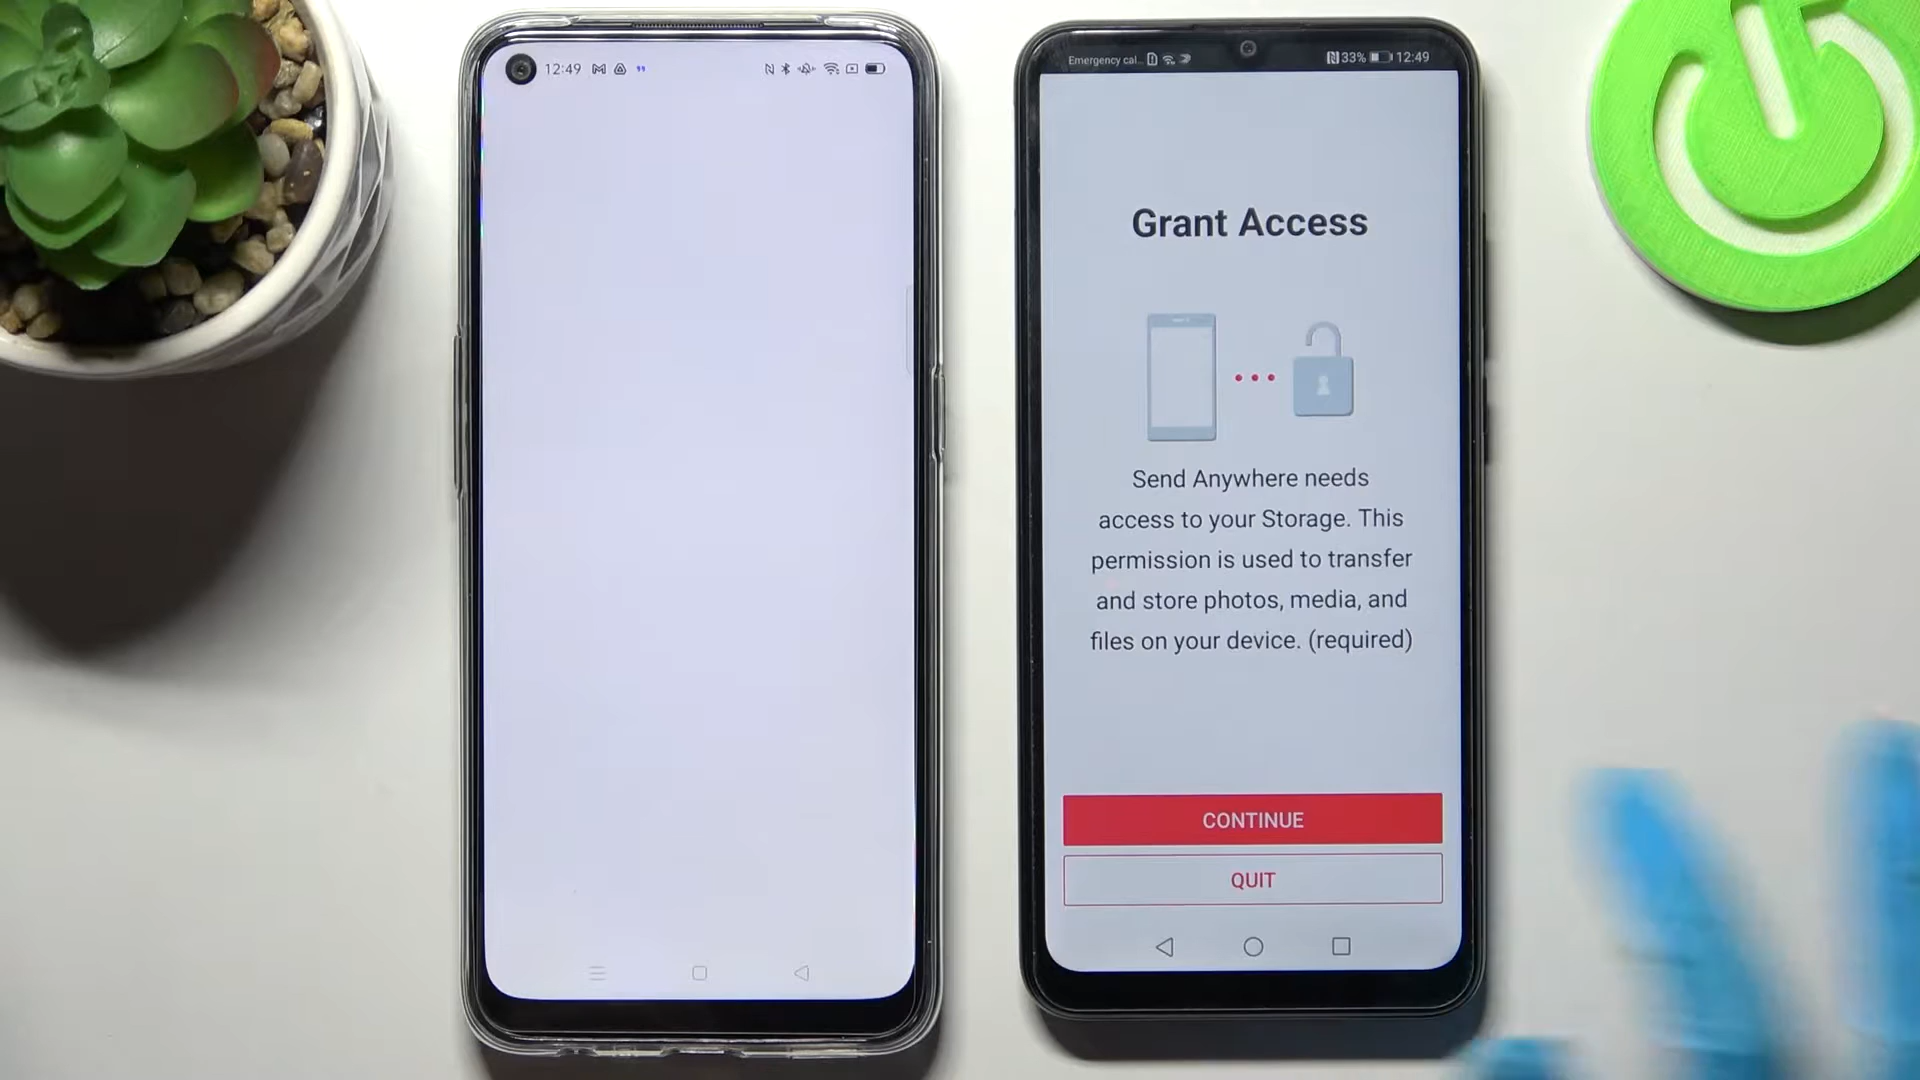 12:49
Emergency cal...
33%
12:49
Grant Access
Send Anywhere needs
access to your Storage. This
permission is used to transfer
and store photos, media, and
files on your device. (required)
CONTINUE
QUIT